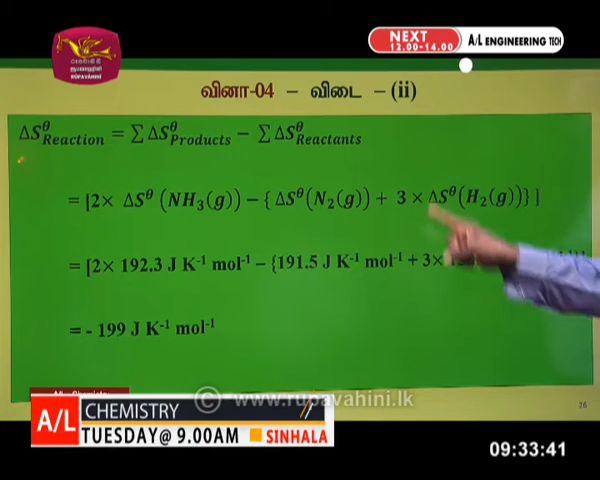 NEXT
12.00-14.00
A/L ENGINEERING TECH
வினா-04 – விடை – (ii)
ΔS^θ_Reaction = ∑ ΔS^θ_Products − ∑ ΔS^θ_Reactants
= [2× ΔS^θ (NH₃(g)) − { ΔS^θ(N₂(g)) + 3 × ΔS^θ(H₂(g))} ]
= [2× 192.3 J K⁻¹ mol⁻¹ – {191.5 J K⁻¹ mol⁻¹ + 3×
= - 199 J K⁻¹ mol⁻¹
© www.rupavahini.lk
26
A/L
CHEMISTRY
TUESDAY@ 9.00AM
SINHALA
09:33:41